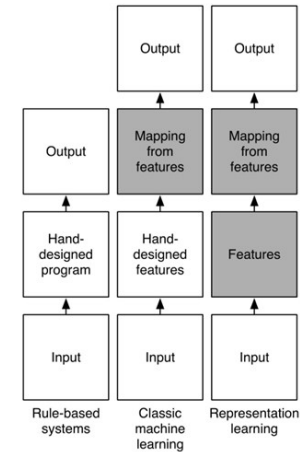 Output
Output
Output
Mapping
from
features
Mapping
from
features
Hand-
designed
program
Hand-
designed
features
Features
Input
Input
Input
Rule-based
systems
Classic
machine
learning
Representation
learning